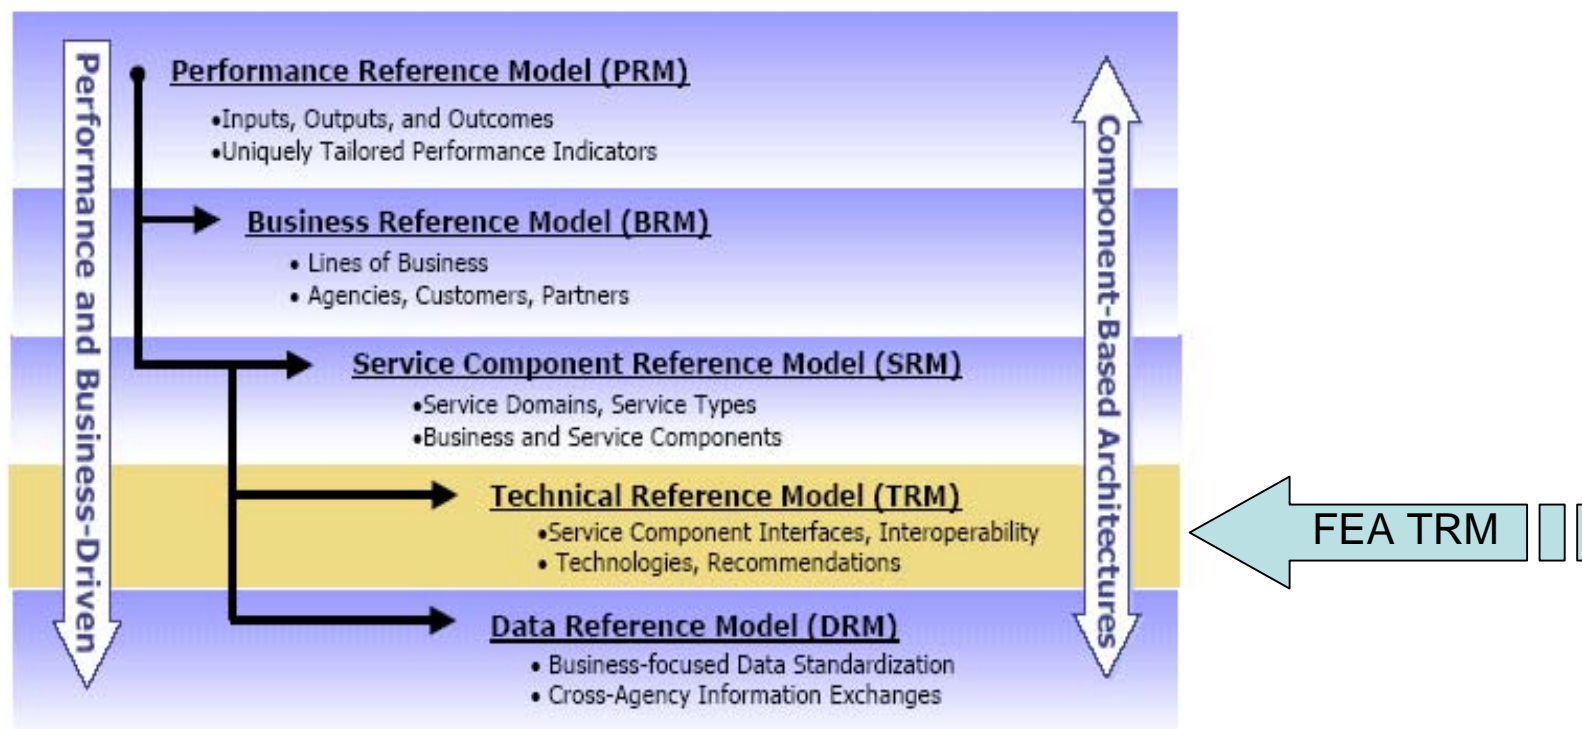 Performance and Business-Driven
Performance Reference Model (PRM)
•Inputs, Outputs, and Outcomes
•Uniquely Tailored Performance Indicators
Business Reference Model (BRM)
• Lines of Business
• Agencies, Customers, Partners
Service Component Reference Model (SRM)
•Service Domains, Service Types
•Business and Service Components
Technical Reference Model (TRM)
•Service Component Interfaces, Interoperability
• Technologies, Recommendations
Data Reference Model (DRM)
• Business-focused Data Standardization
• Cross-Agency Information Exchanges
Component-Based Architectures
FEA TRM